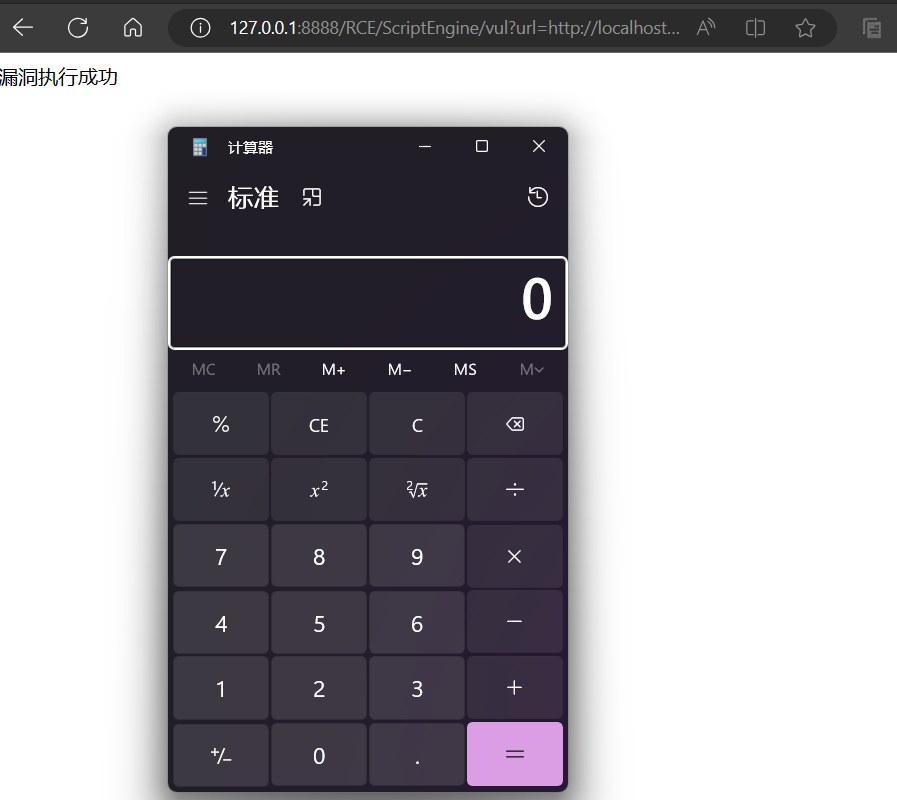 127.0.0.1:8888/RCE/ScriptEngine/vul?url=http://localhost...
漏洞执行成功
计算器
标准
0
MC MR M+ M− MS M
% CE C
¹/x x² ²√x ÷
7 8 9 ×
4 5 6 −
1 2 3 +
+/− 0 . =